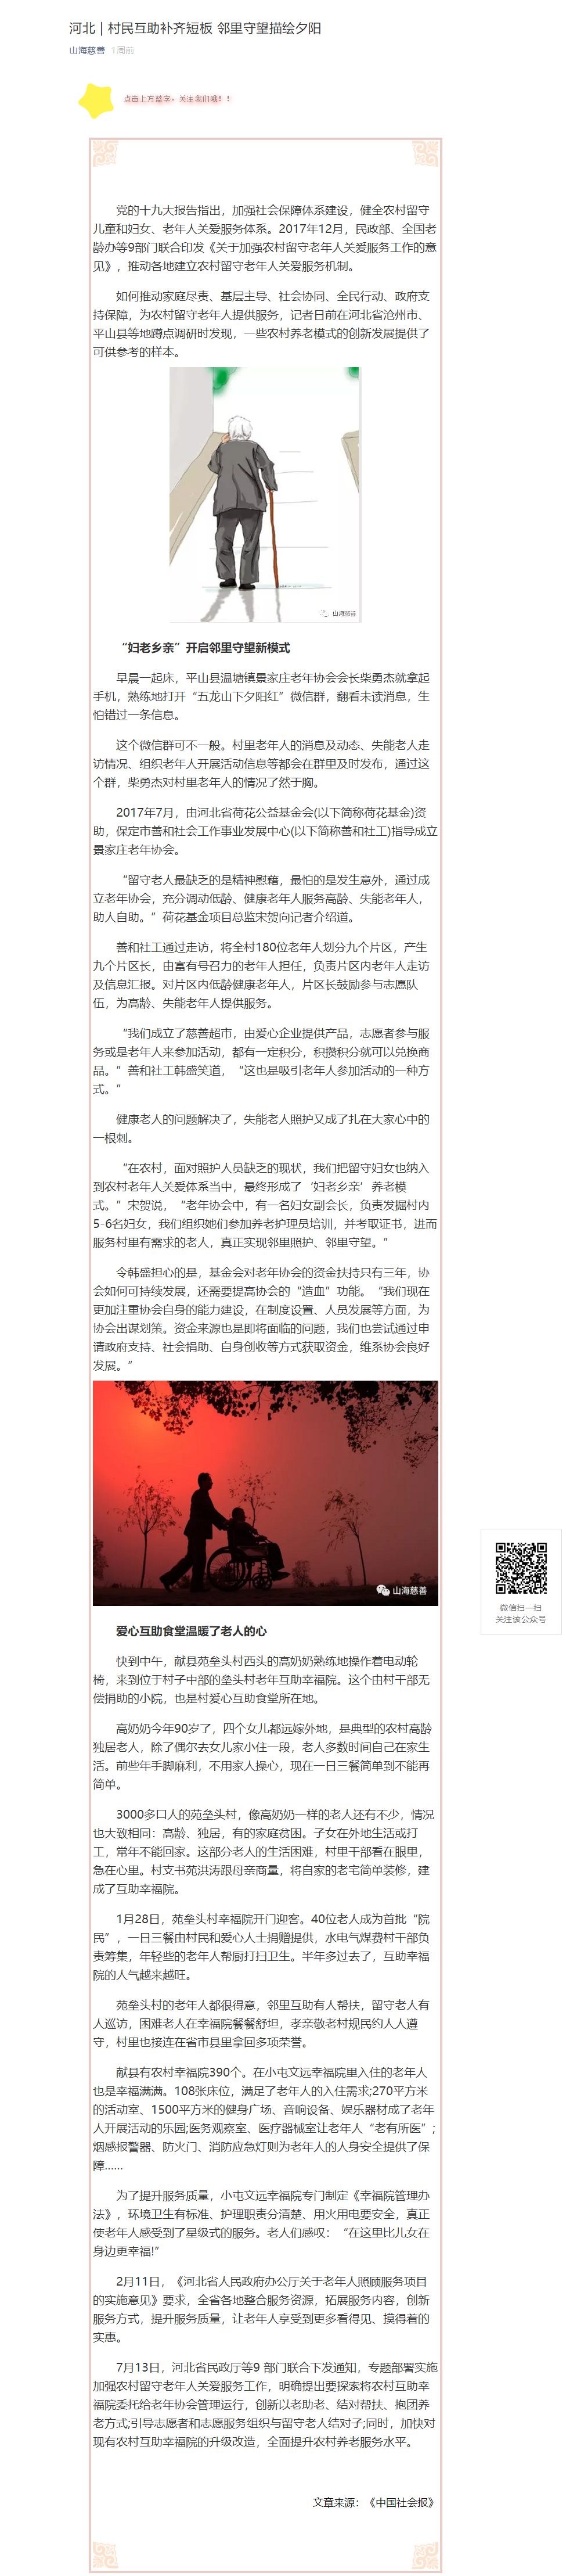 河北 | 村民互助补齐短板 邻里守望描绘夕阳
山海慈善 1周前
点击上方蓝字，关注我们哦！！
党的十九大报告指出，加强社会保障体系建设，健全农村留守
儿童和妇女、老年人关爱服务体系。2017年12月，民政部、全国老
龄办等9部门联合印发《关于加强农村留守老年人关爱服务工作的意
见》，推动各地建立农村留守老年人关爱服务机制。
如何推动家庭尽责、基层主导、社会协同、全民行动、政府支
持保障，为农村留守老年人提供服务，记者日前在河北省沧州市、
平山县等地蹲点调研时发现，一些农村养老模式的创新发展提供了
可供参考的样本。
山海慈善
“妇老乡亲”开启邻里守望新模式
早晨一起床，平山县温塘镇景家庄老年协会会长柴勇杰就拿起
手机，熟练地打开“五龙山下夕阳红”微信群，翻看未读消息，生
怕错过一条信息。
这个微信群可不一般。村里老年人的消息及动态、失能老人走
访情况、组织老年人开展活动信息等都会在群里及时发布，通过这
个群，柴勇杰对村里老年人的情况了然于胸。
2017年7月，由河北省荷花公益基金会(以下简称荷花基金)资
助，保定市善和社会工作事业发展中心(以下简称善和社工)指导成立
景家庄老年协会。
“留守老人最缺乏的是精神慰藉，最怕的是发生意外，通过成
立老年协会，充分调动低龄、健康老年人服务高龄、失能老年人，
助人自助。”荷花基金项目总监宋贺向记者介绍道。
善和社工通过走访，将全村180位老年人划分九个片区，产生
九个片区长，由富有号召力的老年人担任，负责片区内老年人走访
及信息汇报。对片区内低龄健康老年人，片区长鼓励参与志愿队
伍，为高龄、失能老年人提供服务。
“我们成立了慈善超市，由爱心企业提供产品，志愿者参与服
务或是老年人来参加活动，都有一定积分，积攒积分就可以兑换商
品。”善和社工韩盛笑道，“这也是吸引老年人参加活动的一种方
式。”
健康老人的问题解决了，失能老人照护又成了扎在大家心中的
一根刺。
“在农村，面对照护人员缺乏的现状，我们把留守妇女也纳入
到农村老年人关爱体系当中，最终形成了‘妇老乡亲’养老模
式。”宋贺说，“老年协会中，有一名妇女副会长，负责发掘村内
5-6名妇女，我们组织她们参加养老护理员培训，并考取证书，进而
服务村里有需求的老人，真正实现邻里照护、邻里守望。”
令韩盛担心的是，基金会对老年协会的资金扶持只有三年，协
会如何可持续发展，还需要提高协会的“造血”功能。“我们现在
更加注重协会自身的能力建设，在制度设置、人员发展等方面，为
协会出谋划策。资金来源也是即将面临的问题，我们也尝试通过申
请政府支持、社会捐助、自身创收等方式获取资金，维系协会良好
发展。”
山海慈善
微信扫一扫
关注该公众号
爱心互助食堂温暖了老人的心
快到中午，献县苑垒头村西头的高奶奶熟练地操作着电动轮
椅，来到位于村子中部的垒头村老年互助幸福院。这个由村干部无
偿捐助的小院，也是村爱心互助食堂所在地。
高奶奶今年90岁了，四个女儿都远嫁外地，是典型的农村高龄
独居老人，除了偶尔去女儿家小住一段，老人多数时间自己在家生
活。前些年手脚麻利，不用家人操心，现在一日三餐简单到不能再
简单。
3000多口人的苑垒头村，像高奶奶一样的老人还有不少，情况
也大致相同：高龄、独居，有的家庭贫困。子女在外地生活或打
工，常年不能回家。这部分老人的生活困难，村里干部看在眼里，
急在心里。村支书苑洪涛跟母亲商量，将自家的老宅简单装修，建
成了互助幸福院。
1月28日，苑垒头村幸福院开门迎客。40位老人成为首批“院
民”，一日三餐由村民和爱心人士捐赠提供，水电气煤费村干部负
责筹集，年轻些的老年人帮厨打扫卫生。半年多过去了，互助幸福
院的人气越来越旺。
苑垒头村的老年人都很得意，邻里互助有人帮扶，留守老人有
人巡访，困难老人在幸福院餐餐舒坦，孝亲敬老村规民约人人遵
守，村里也接连在省市县里拿回多项荣誉。
献县有农村幸福院390个。在小屯文远幸福院里入住的老年人
也是幸福满满。108张床位，满足了老年人的入住需求;270平方米
的活动室、1500平方米的健身广场、音响设备、娱乐器材成了老年
人开展活动的乐园;医务观察室、医疗器械室让老年人“老有所医”;
烟感报警器、防火门、消防应急灯则为老年人的人身安全提供了保
障……
为了提升服务质量，小屯文远幸福院专门制定《幸福院管理办
法》，环境卫生有标准、护理职责分清楚、用火用电要安全，真正
使老年人感受到了星级式的服务。老人们感叹：“在这里比儿女在
身边更幸福!”
2月11日，《河北省人民政府办公厅关于老年人照顾服务项目
的实施意见》要求，全省各地整合服务资源，拓展服务内容，创新
服务方式，提升服务质量，让老年人享受到更多看得见、摸得着的
实惠。
7月13日，河北省民政厅等9 部门联合下发通知，专题部署实施
加强农村留守老年人关爱服务工作，明确提出要探索将农村互助幸
福院委托给老年协会管理运行，创新以老助老、结对帮扶、抱团养
老方式;引导志愿者和志愿服务组织与留守老人结对子;同时，加快对
现有农村互助幸福院的升级改造，全面提升农村养老服务水平。
文章来源：《中国社会报》